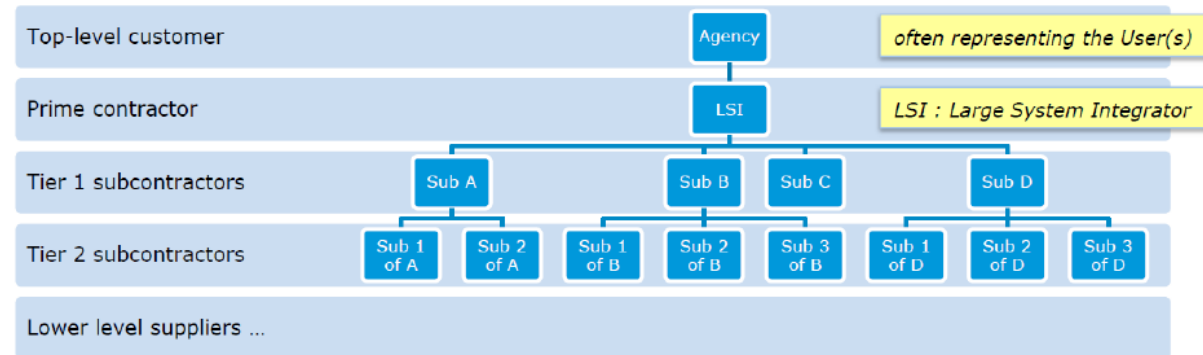 Top-level customer
Agency
often representing the User(s)
Prime contractor
LSI
LSI : Large System Integrator
Tier 1 subcontractors
Sub A
Sub B
Sub C
Sub D
Tier 2 subcontractors
Sub 1
of A
Sub 2
of A
Sub 1
of B
Sub 2
of B
Sub 3
of B
Sub 1
of D
Sub 2
of D
Sub 3
of D
Lower level suppliers ...